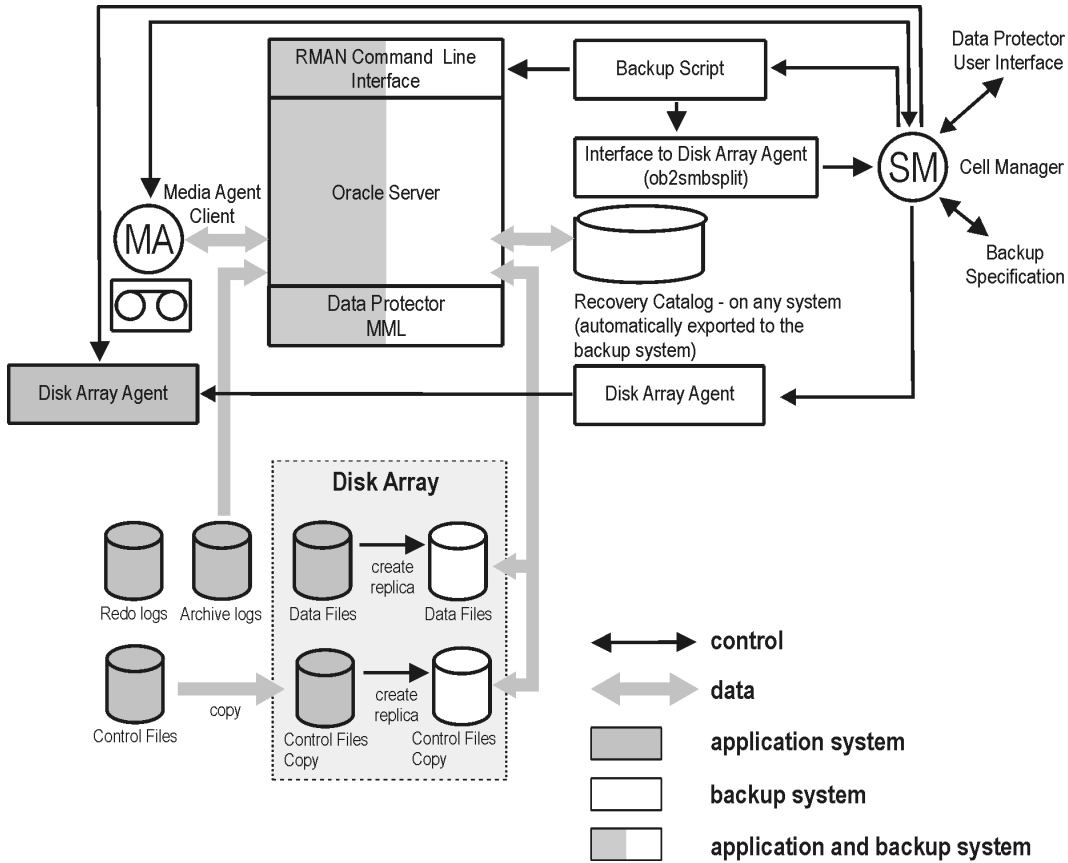 RMAN Command Line
Interface
Backup Script
Data Protector
User Interface
Interface to Disk Array Agent
(ob2smbsplit)
SM
Cell Manager
Media Agent
Client
Oracle Server
MA
Backup
Specification
Data Protector
MML
Recovery Catalog - on any system
(automatically exported to the
backup system)
Disk Array Agent
Disk Array Agent
Disk Array
create
replica
Redo logs
Archive logs
Data Files
Data Files
copy
create
replica
Control Files
Control Files
Copy
Control Files
Copy
control
data
application system
backup system
application and backup system